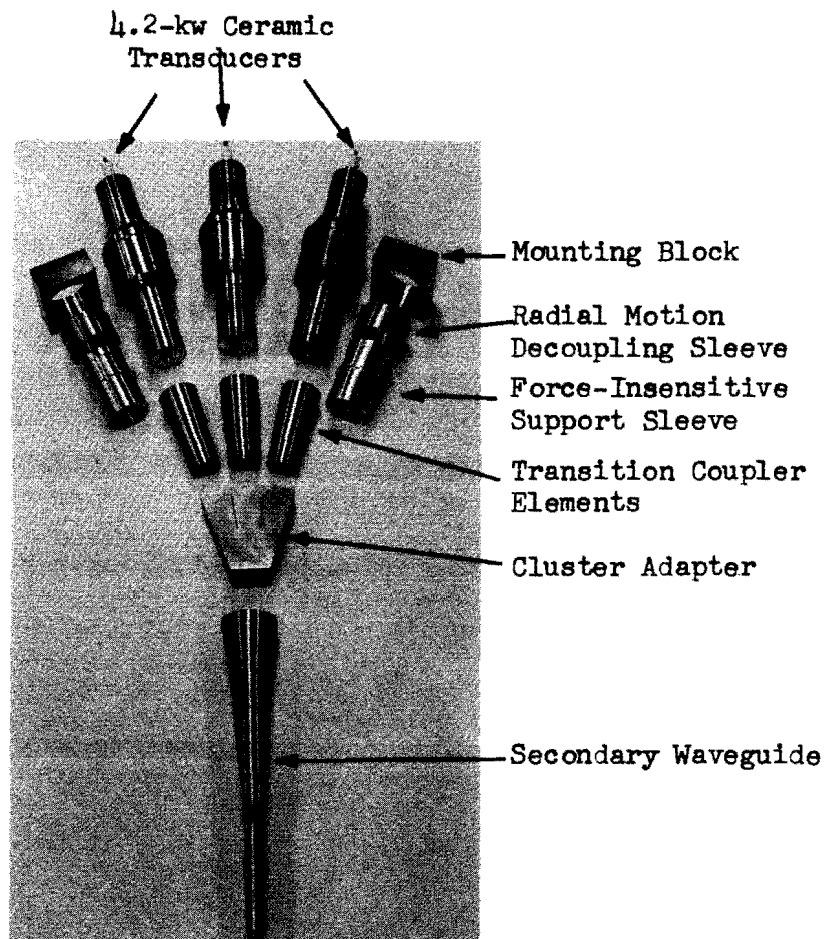 4.2-kw Ceramic
Transducers
Mounting Block
Radial Motion
Decoupling Sleeve
Force-Insensitive
Support Sleeve
Transition Coupler
Elements
Cluster Adapter
Secondary Waveguide